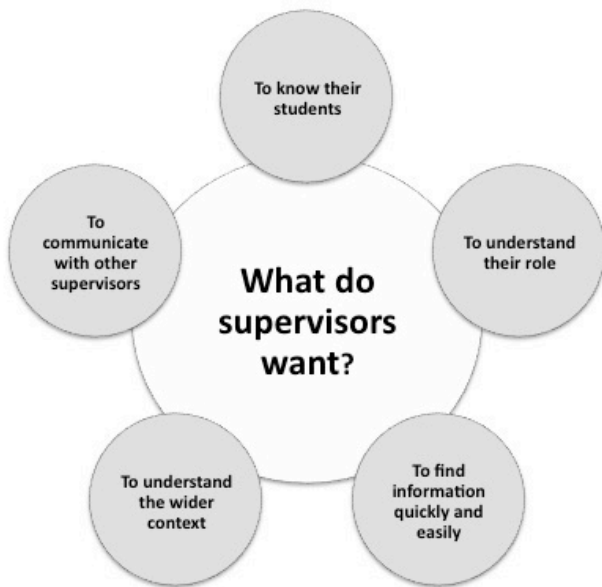 To know their
students
To
communicate
with other
supervisors
To understand
their role
What do
supervisors
want?
To understand
the wider
context
To find
information
quickly and
easily